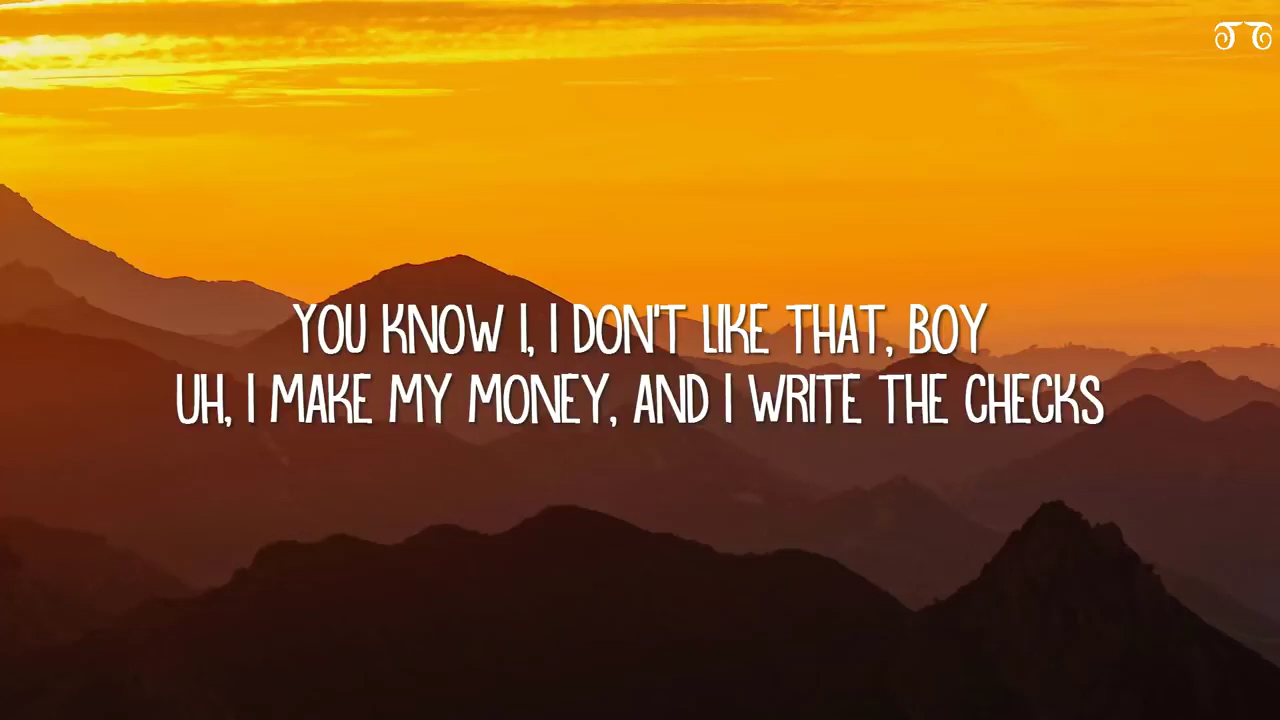 YOU KNOW I, I DON'T LIKE THAT, BOY
UH, I MAKE MY MONEY, AND I WRITE THE CHECKS